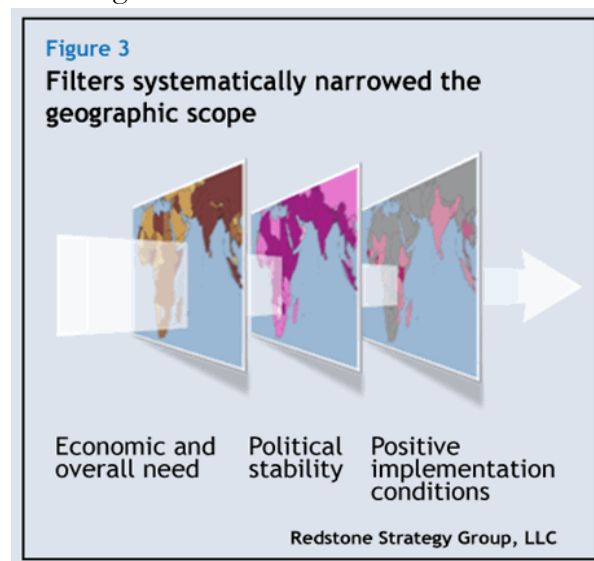 Figure 3
Filters systematically narrowed the
geographic scope
Economic and
overall need
Political
stability
Positive
implementation
conditions
Redstone Strategy Group, LLC